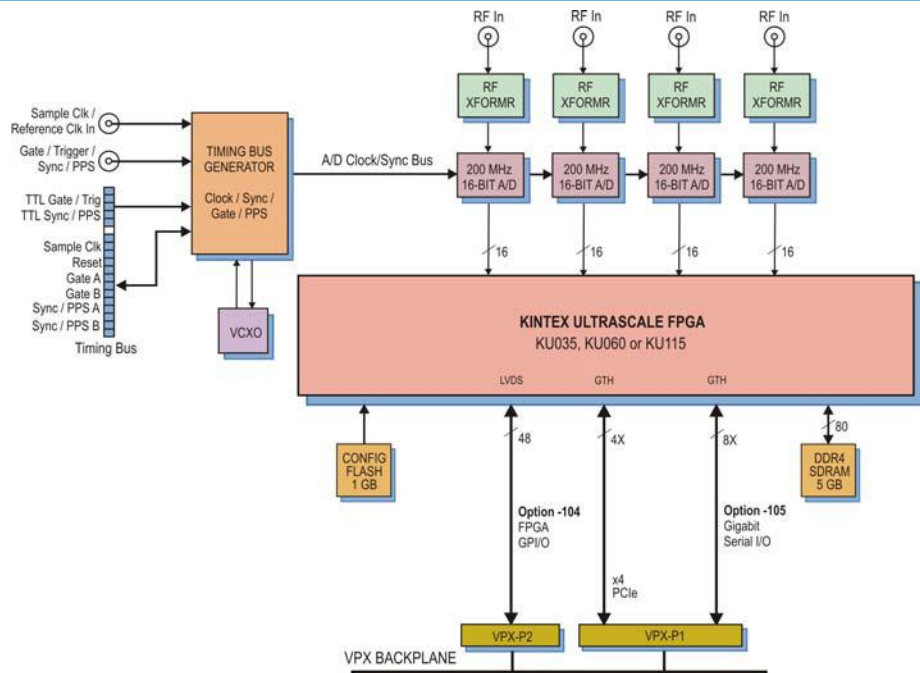 RF In
RF In
RF In
RF In
RF
XFORMR
RF
XFORMR
RF
XFORMR
RF
XFORMR
Sample Clk /
Reference Clk In
Gate / Trigger /
Sync / PPS
TTL Gate / Trig
TTL Sync / PPS
Sample Clk
Reset
Gate A
Gate B
Sync / PPS A
Sync / PPS B
Timing Bus
TIMING BUS
GENERATOR
Clock / Sync /
Gate / PPS
VCXO
A/D Clock/Sync Bus
200 MHz
16-BIT A/D
200 MHz
16-BIT A/D
200 MHz
16-BIT A/D
200 MHz
16-BIT A/D
16
16
16
16
KINTEX ULTRASCALE FPGA
KU035, KU060 or KU115
LVDS
GTH
GTH
48
4X
8X
80
CONFIG
FLASH
1 GB
DDR4
SDRAM
5 GB
Option -104
FPGA
GPI/O
x4
PCIe
Option -105
Gigabit
Serial I/O
VPX-P2
VPX-P1
VPX BACKPLANE